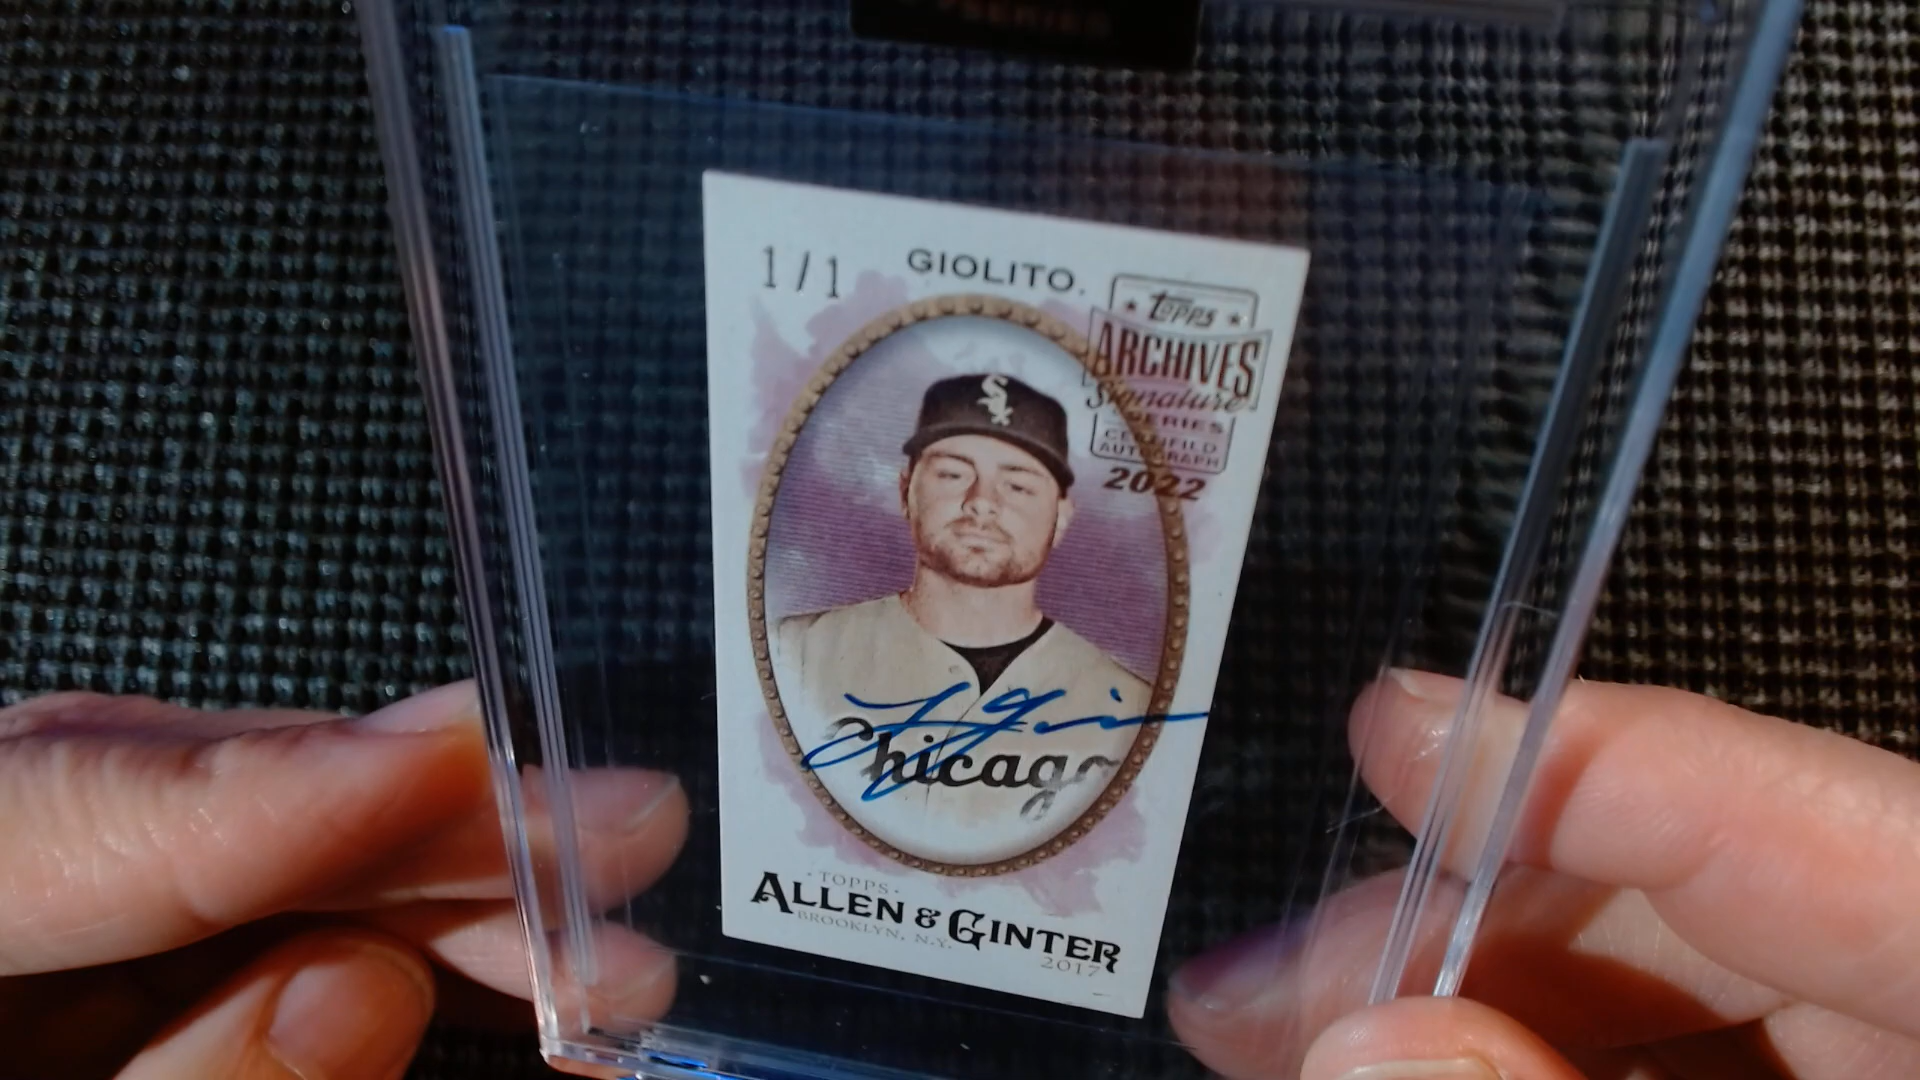 1/1
GIOLITO.
topps
ARCHIVES
Signature
SERIES
CERTIFIED
AUTOGRAPH
2022
Chicago
TOPPS
ALLEN & GINTER
BROOKLYN, N.Y.
2017